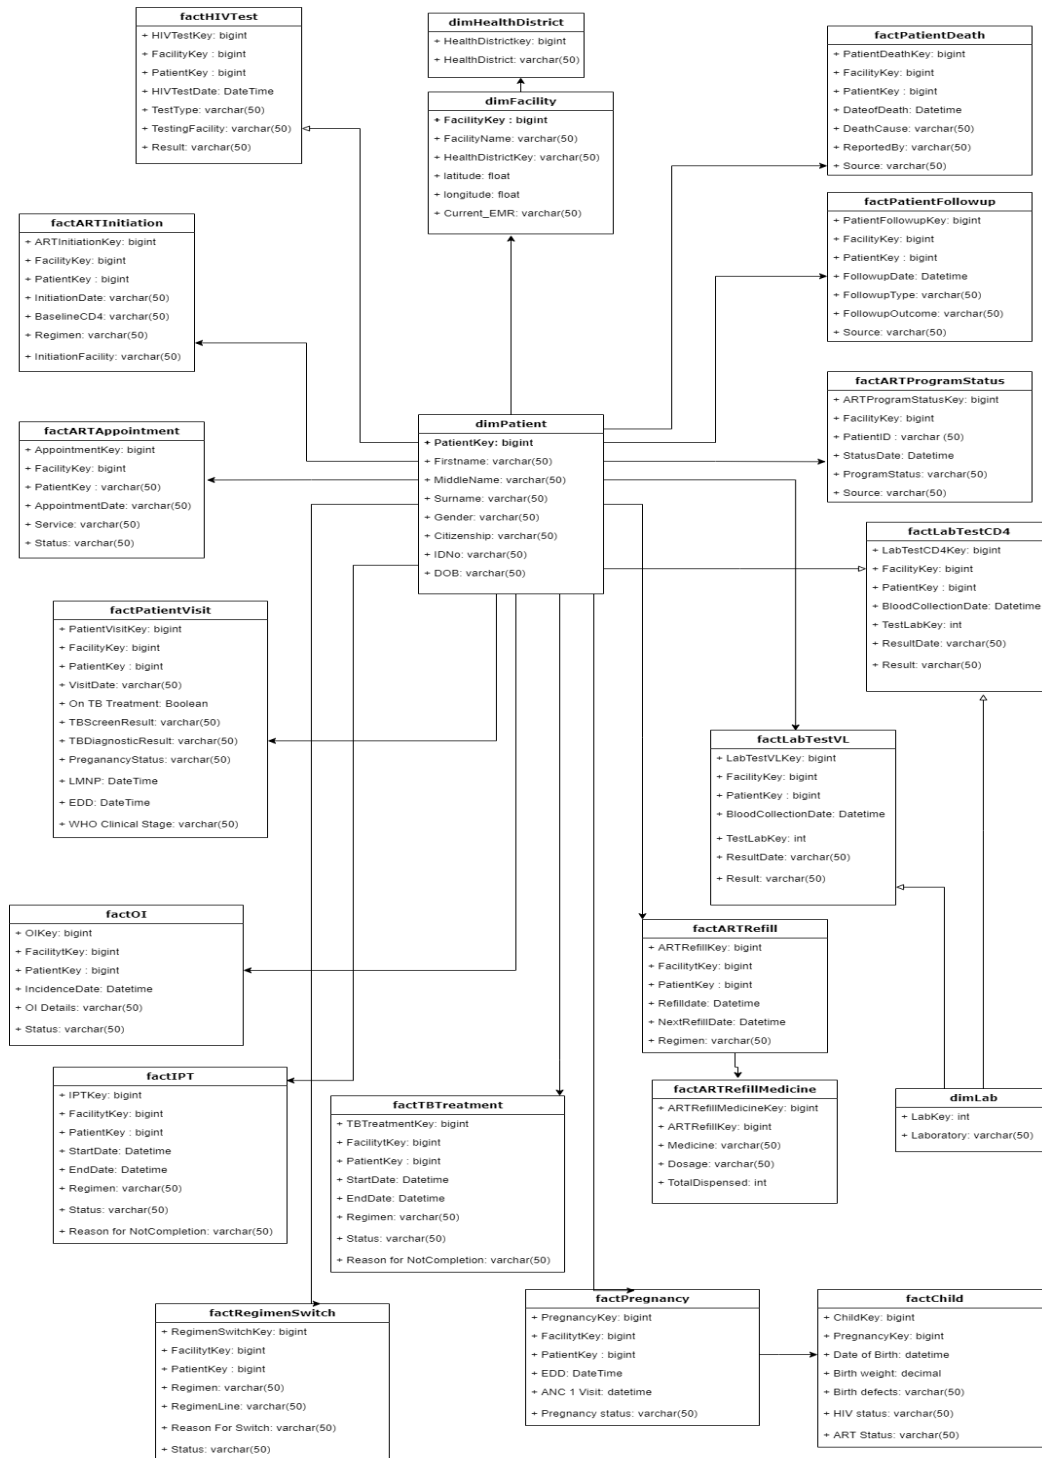 factHIVTest
+ HIVTestKey: bigint
+ FacilityKey : bigint
+ PatientKey : bigint
+ HIVTestDate: DateTime
+ TestType: varchar(50)
+ TestingFacility: varchar(50)
+ Result: varchar(50)
dimHealthDistrict
+ HealthDistrictkey: bigint
+ HealthDistrict: varchar(50)
dimFacility
+ FacilityKey : bigint
+ FacilityName: varchar(50)
+ HealthDistrictKey: varchar(50)
+ latitude: float
+ longitude: float
+ Current_EMR: varchar(50)
factPatientDeath
+ PatientDeathKey: bigint
+ FacilityKey: bigint
+ PatientKey : bigint
+ DateofDeath: Datetime
+ DeathCause: varchar(50)
+ ReportedBy: varchar(50)
+ Source: varchar(50)
factPatientFollowup
+ PatientFollowupKey: bigint
+ FacilityKey: bigint
+ PatientKey : bigint
+ FollowupDate: Datetime
+ FollowupType: varchar(50)
+ FollowupOutcome: varchar(50)
+ Source: varchar(50)
factARTInitiation
+ ARTInitiationKey: bigint
+ FacilityKey: bigint
+ PatientKey : bigint
+ InitiationDate: varchar(50)
+ BaselineCD4: varchar(50)
+ Regimen: varchar(50)
+ InitiationFacility: varchar(50)
factARTProgramStatus
+ ARTProgramStatusKey: bigint
+ FacilityKey: bigint
+ PatientID : varchar (50)
+ StatusDate: Datetime
+ ProgramStatus: varchar(50)
+ Source: varchar(50)
factARTAppointment
+ AppointmentKey: bigint
+ FacilityKey: bigint
+ PatientKey : varchar(50)
+ AppointmentDate: varchar(50)
+ Service: varchar(50)
+ Status: varchar(50)
dimPatient
+ PatientKey: bigint
+ Firstname: varchar(50)
+ MiddleName: varchar(50)
+ Surname: varchar(50)
+ Gender: varchar(50)
+ Citizenship: varchar(50)
+ IDNo: varchar(50)
+ DOB: varchar(50)
factLabTestCD4
+ LabTestCD4Key: bigint
+ FacilityKey: bigint
+ PatientKey : bigint
+ BloodCollectionDate: Datetime
+ TestLabKey: int
+ ResultDate: varchar(50)
+ Result: varchar(50)
factPatientVisit
+ PatientVisitKey: bigint
+ FacilityKey: bigint
+ PatientKey : bigint
+ VisitDate: varchar(50)
+ On TB Treatment: Boolean
+ TBScreenResult: varchar(50)
+ TBDiagnosticResult: varchar(50)
+ PreganancyStatus: varchar(50)
+ LMNP: DateTime
+ EDD: DateTime
+ WHO Clinical Stage: varchar(50)
factLabTestVL
+ LabTestVLKey: bigint
+ FacilityKey: bigint
+ PatientKey : bigint
+ BloodCollectionDate: Datetime
+ TestLabKey: int
+ ResultDate: varchar(50)
+ Result: varchar(50)
factOI
+ OIKey: bigint
+ FacilitytKey: bigint
+ PatientKey : bigint
+ IncidenceDate: Datetime
+ OI Details: varchar(50)
+ Status: varchar(50)
factARTRefill
+ ARTRefillKey: bigint
+ FacilitytKey: bigint
+ PatientKey : bigint
+ Refilldate: Datetime
+ NextRefillDate: Datetime
+ Regimen: varchar(50)
factIPT
+ IPTKey: bigint
+ FacilitytKey: bigint
+ PatientKey : bigint
+ StartDate: Datetime
+ EndDate: Datetime
+ Regimen: varchar(50)
+ Status: varchar(50)
+ Reason for NotCompletion: varchar(50)
factTBTreatment
+ TBTreatmentKey: bigint
+ FacilitytKey: bigint
+ PatientKey : bigint
+ StartDate: Datetime
+ EndDate: Datetime
+ Regimen: varchar(50)
+ Status: varchar(50)
+ Reason for NotCompletion: varchar(50)
factARTRefillMedicine
+ ARTRefillMedicineKey: bigint
+ ARTRefillKey: bigint
+ Medicine: varchar(50)
+ Dosage: varchar(50)
+ TotalDispensed: int
dimLab
+ LabKey: int
+ Laboratory: varchar(50)
factRegimenSwitch
+ RegimenSwitchKey: bigint
+ FacilitytKey: bigint
+ PatientKey : bigint
+ Regimen: varchar(50)
+ RegimenLine: varchar(50)
+ Reason For Switch: varchar(50)
+ Status: varchar(50)
factPregnancy
+ PregnancyKey: bigint
+ FacilitytKey: bigint
+ PatientKey : bigint
+ EDD: DateTime
+ ANC 1 Visit: datetime
+ Pregnancy status: varchar(50)
factChild
+ ChildKey: bigint
+ PregnancyKey: bigint
+ Date of Birth: datetime
+ Birth weight: decimal
+ Birth defects: varchar(50)
+ HIV status: varchar(50)
+ ART Status: varchar(50)